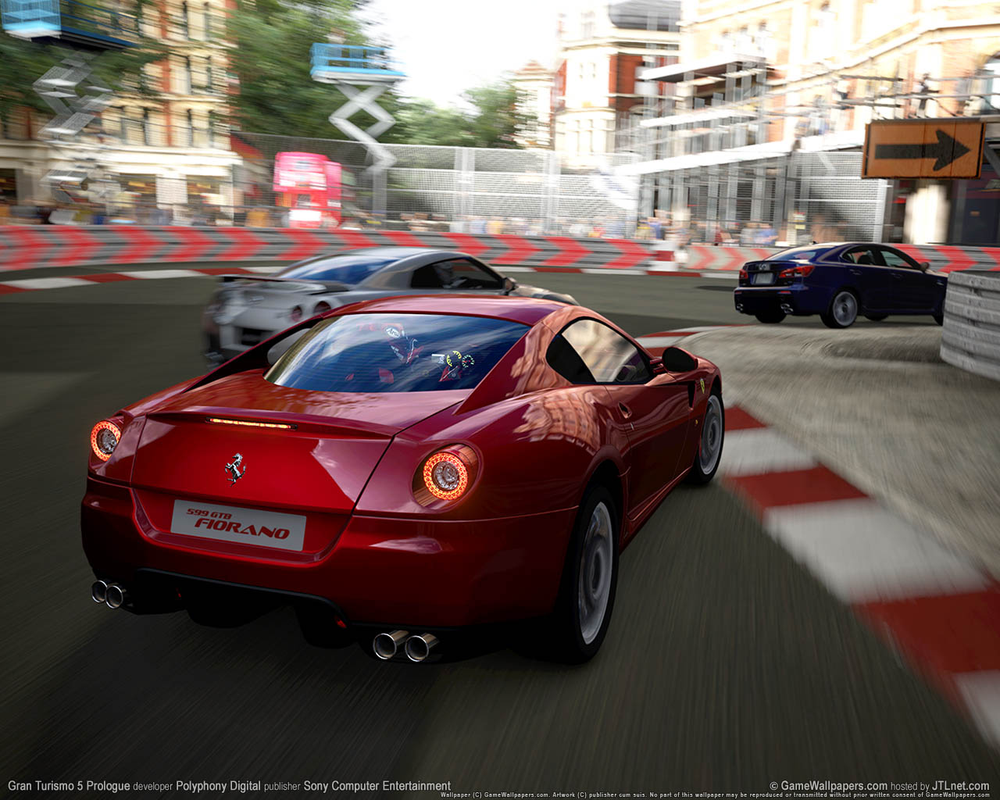 599 GTB
FIORANO
Gran Turismo 5 Prologue developer Polyphony Digital publisher Sony Computer Entertainment
© GameWallpapers.com hosted by JTLnet.com
Wallpaper (C) GameWallpapers.com. Artwork (C) publisher cum suis. No part of this wallpaper may be reproduced or transmitted without prior written consent of GameWallpapers.com.